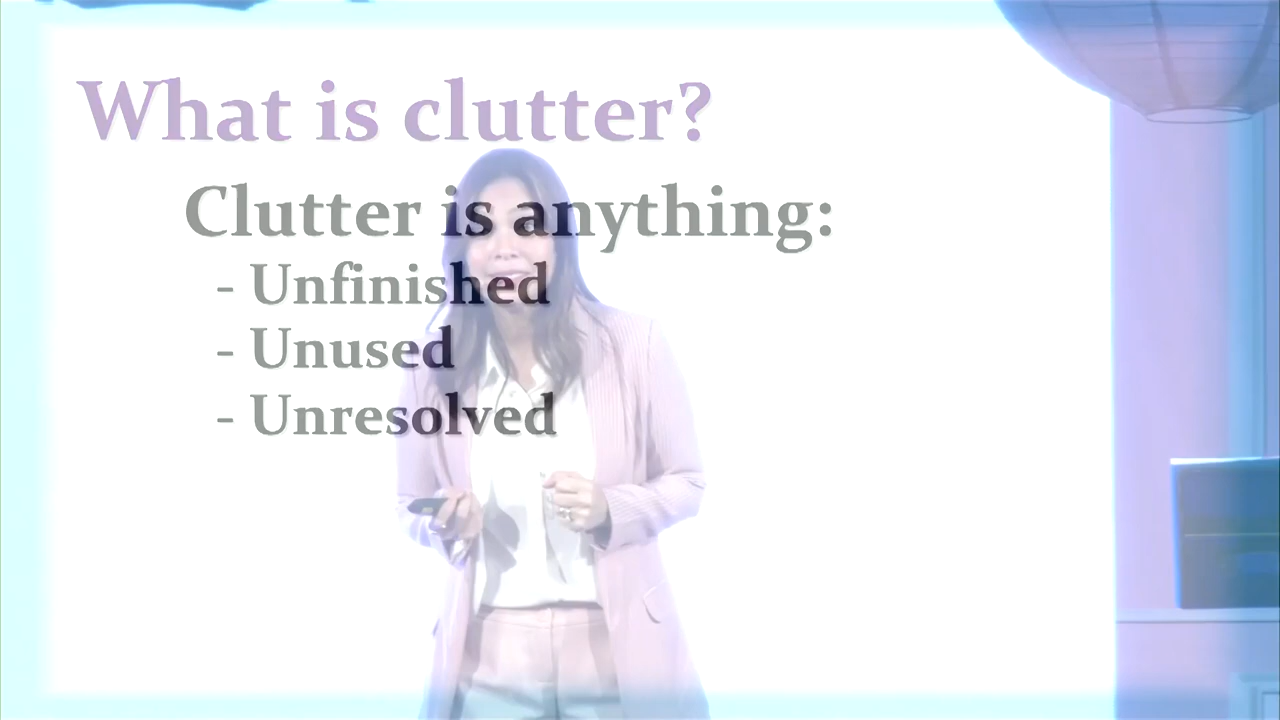 What is clutter?
Clutter is anything:
- Unfinished
- Unused
- Unresolved